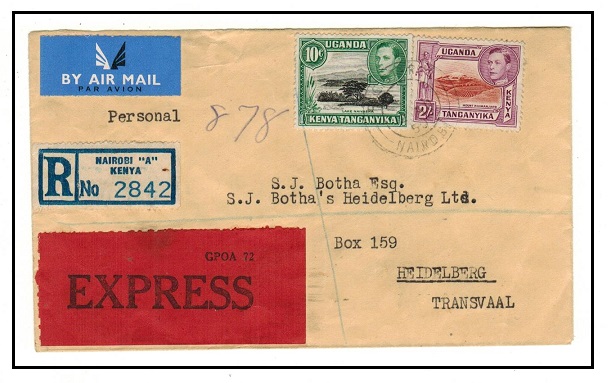 BY AIR MAIL
PAR AVION
Personal
878
10c
UGANDA
KENYA TANGANYIKA
UGANDA
KENYA
2/-
TANGANYIKA
NAIROBI
R
NAIROBI "A"
KENYA
No 2842
S.J. Botha Esq.
S.J. Botha's Heidelberg Ltd.
Box 159
HEIDELBERG
TRANSVAAL
GPOA 72
EXPRESS